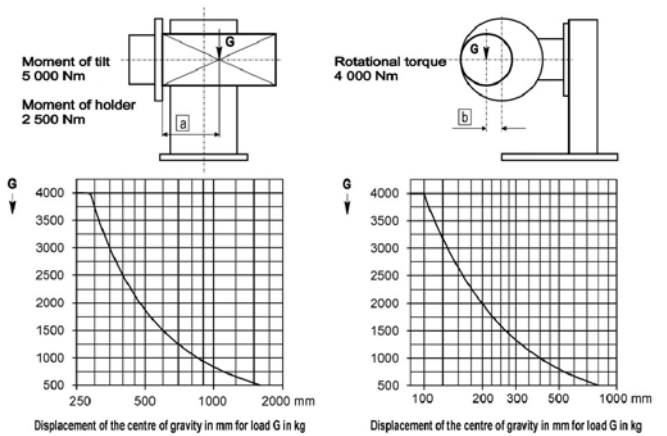 Moment of tilt
5 000 Nm
Moment of holder
2 500 Nm
G
a
Rotational torque
4 000 Nm
G
b
G
4000
3500
3000
2500
2000
1500
1000
500
250 500 1000 2000 mm
Displacement of the centre of gravity in mm for load G in kg
G
4000
3500
3000
2500
2000
1500
1000
500
100 200 300 500 1000 mm
Displacement of the centre of gravity in mm for load G in kg